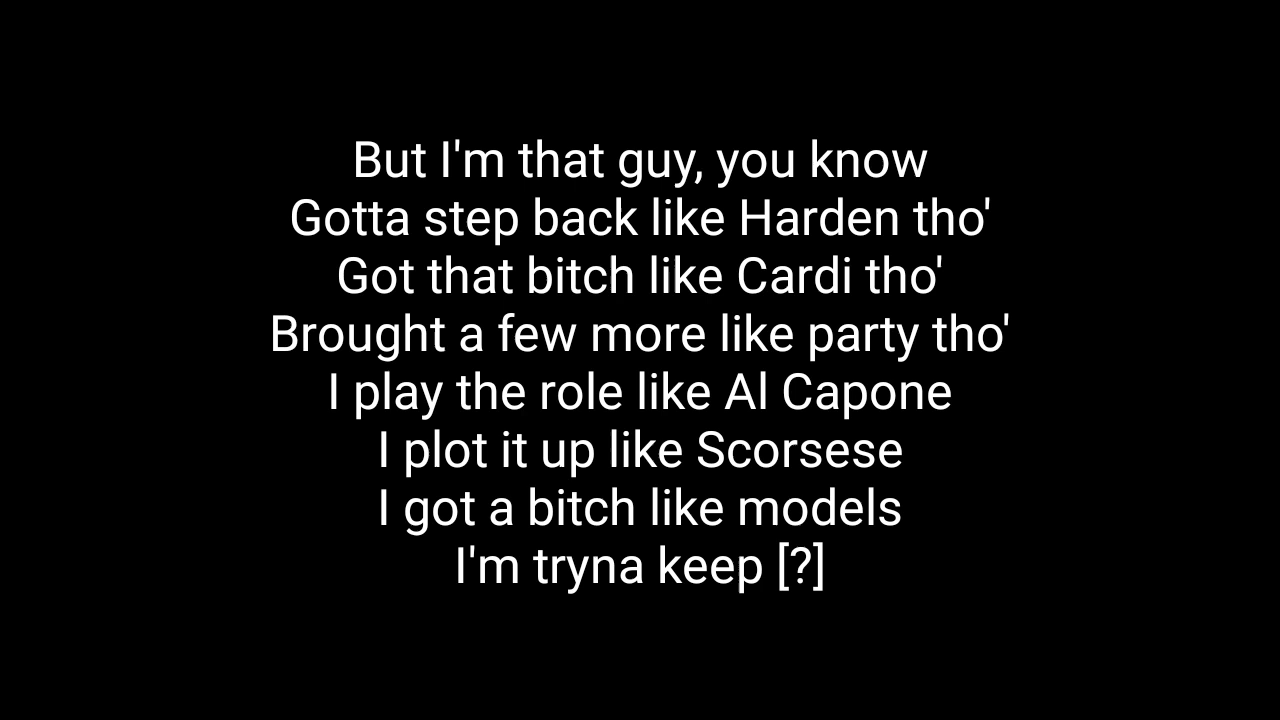 But I'm that guy, you know
Gotta step back like Harden tho'
Got that bitch like Cardi tho'
Brought a few more like party tho'
I play the role like Al Capone
I plot it up like Scorsese
I got a bitch like models
I'm tryna keep [?]